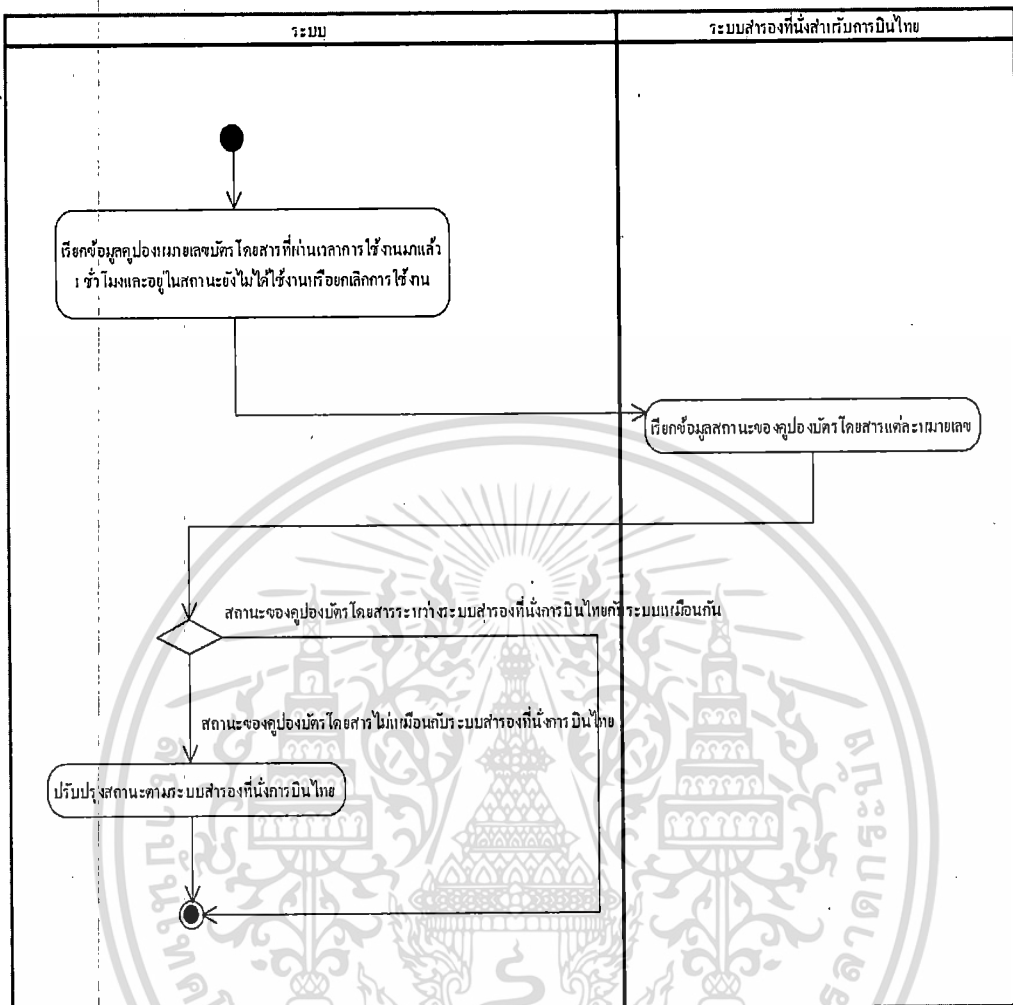 ระบบ
ระบบสำรองที่นั่งสำหรับการบินไทย
เรียกข้อมูลคูปองหมายเลขบัตรโดยสารที่ผ่านเวลาการใช้งานมาแล้ว
1 ชั่วโมงและอยู่ในสถานะยังไม่ได้ใช้งานหรือยกเลิกการใช้งาน
เรียกข้อมูลสถานะของคูปองบัตรโดยสารแต่ละหมายเลข
สถานะของคูปองบัตรโดยสารระหว่างระบบสำรองที่นั่งการบินไทยกับระบบเหมือนกัน
สถานะของคูปองบัตรโดยสารไม่เหมือนกับระบบสำรองที่นั่งการบินไทย
ปรับปรุงสถานะตามระบบสำรองที่นั่งการบินไทย